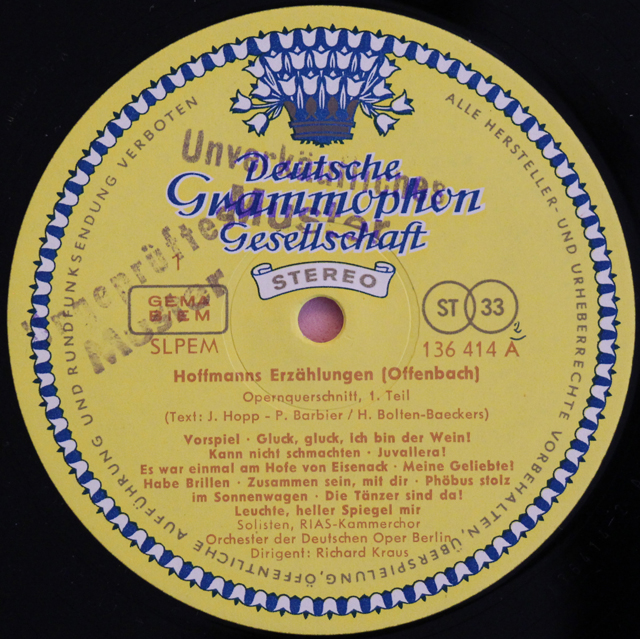 ALLE HERSTELLER- UND URHEBERRECHTE VORBEHALTEN, ÜBERSPIELUNG, ÖFFENTLICHE AUFFÜHRUNG UND RUNDFUNKSENDUNG VERBOTEN
Unverkäufliches
Muster
Deutsche
Grammophon
Gesellschaft
STEREO
Ungeprüftes
Muster
GEMA
BIEM
SLPEM
ST 33
136 414 A
2
Hoffmanns Erzählungen (Offenbach)
Opernquerschnitt, 1. Teil
(Text: J. Hopp - P. Barbier / H. Bolten-Baeckers)
Vorspiel · Gluck, gluck, ich bin der Wein!
Kann nicht schmachten · Juvallera!
Es war einmal am Hofe von Eisenack · Meine Geliebte?
Habe Brillen · Zusammen sein, mit dir · Phöbus stolz
im Sonnenwagen · Die Tänzer sind da!
Leuchte, heller Spiegel mir
Solisten, RIAS-Kammerchor
Orchester der Deutschen Oper Berlin
Dirigent: Richard Kraus